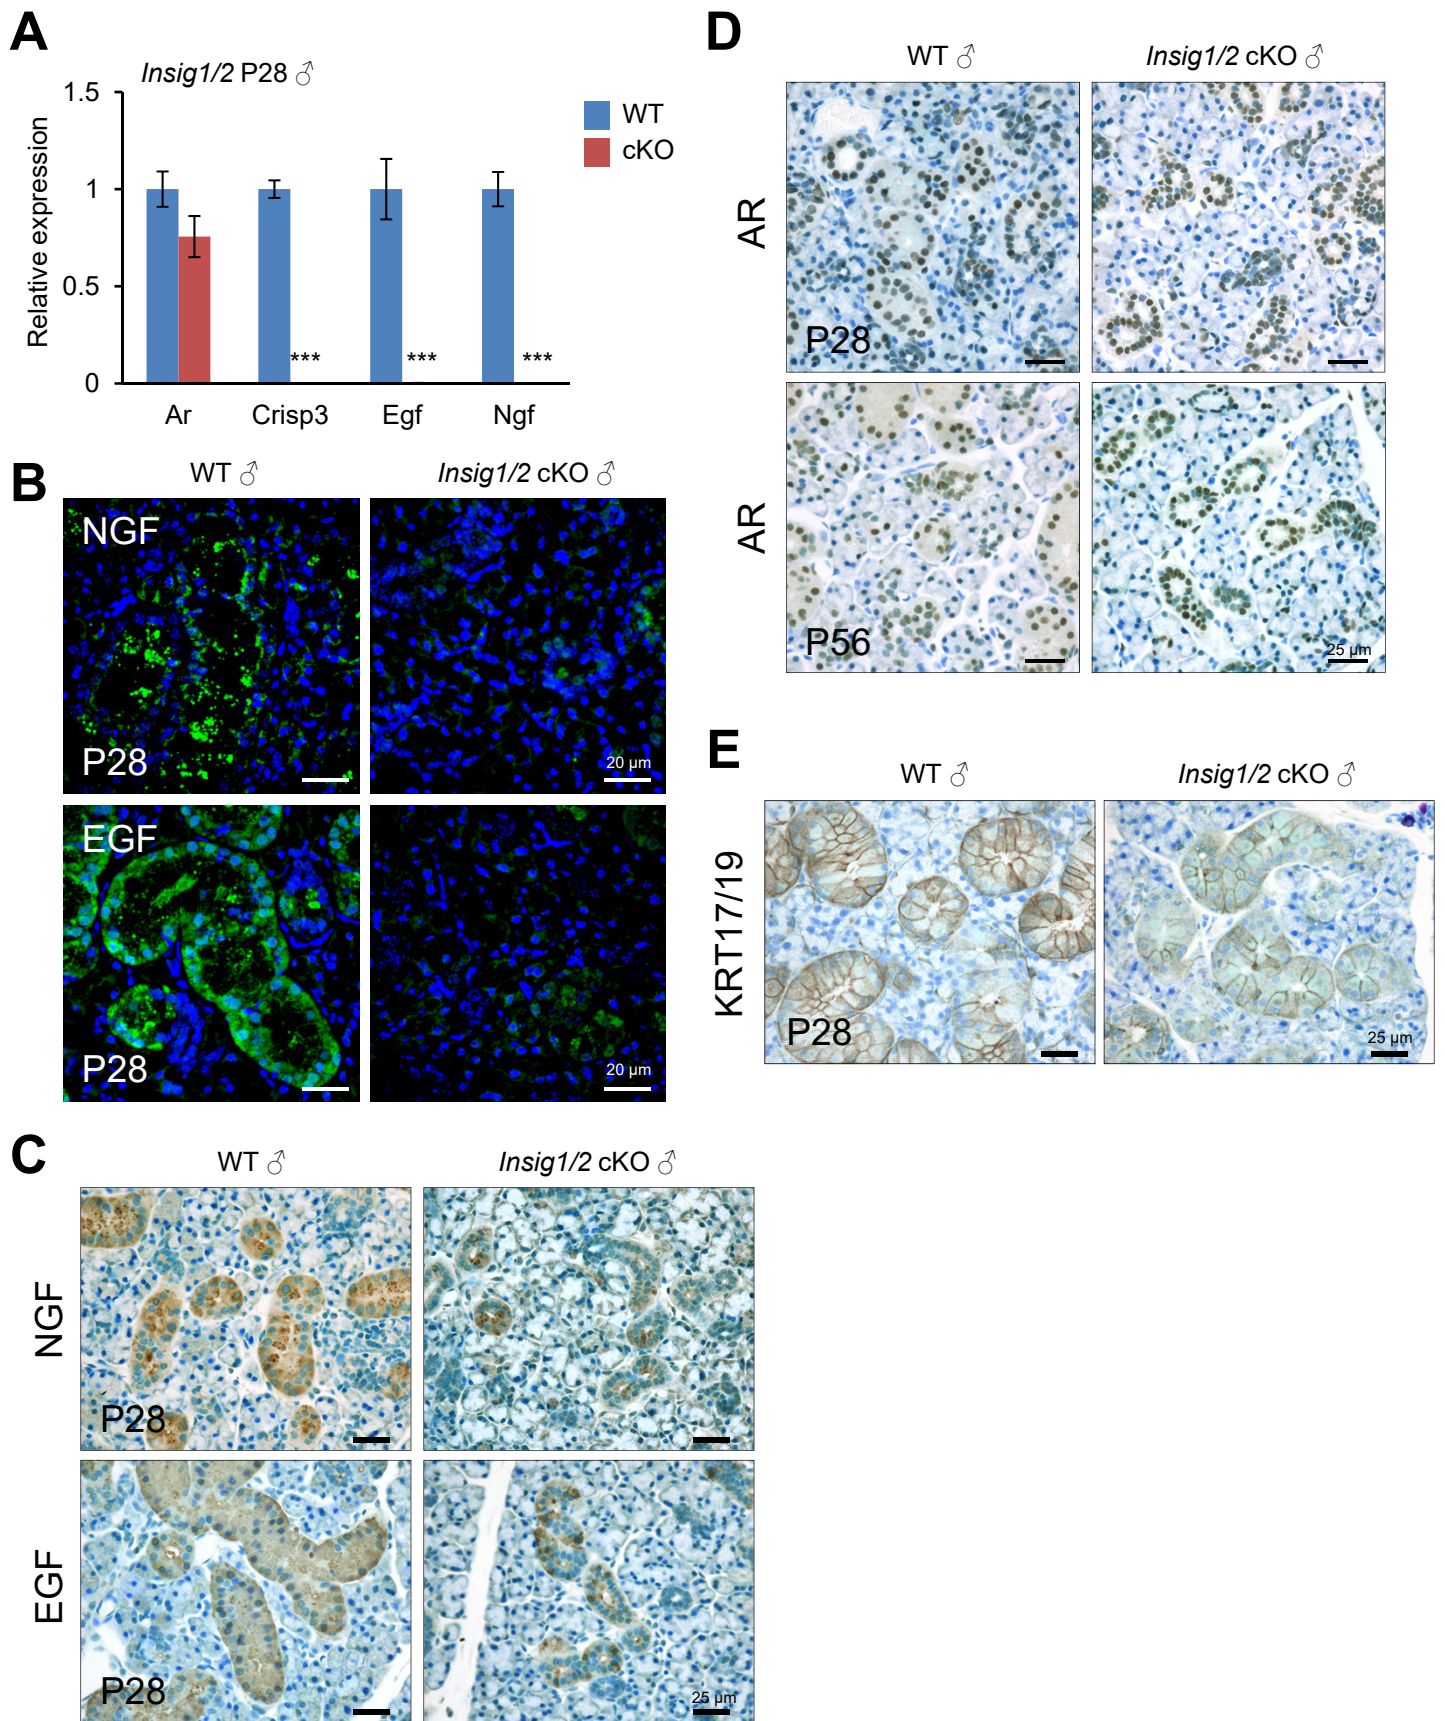 A
Insig1/2 P28 ♂
1.5
1
0.5
0
Relative expression
WT
cKO
***
***
***
Ar
Crisp3
Egf
Ngf
B
WT ♂
Insig1/2 cKO ♂
NGF
P28
20 µm
EGF
P28
20 µm
C
WT ♂
Insig1/2 cKO ♂
NGF
P28
EGF
P28
25 µm
D
WT ♂
Insig1/2 cKO ♂
AR
P28
AR
P56
25 µm
E
WT ♂
Insig1/2 cKO ♂
KRT17/19
P28
25 µm